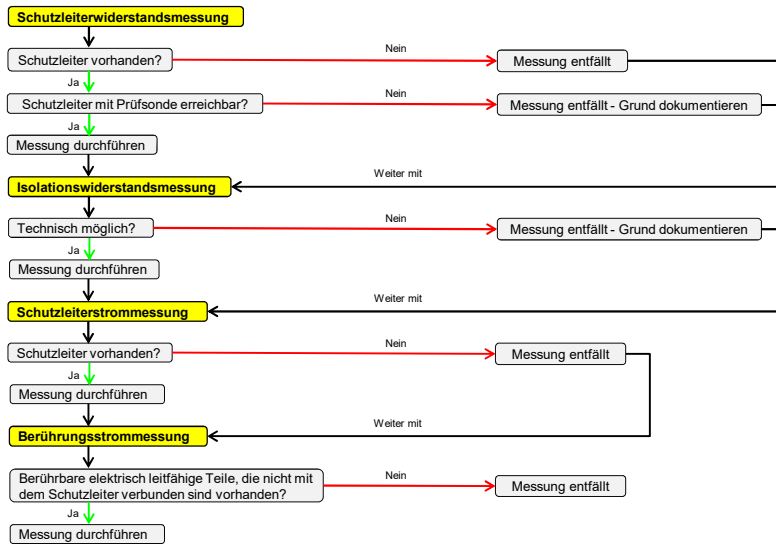 Schutzleiterwiderstandsmessung
Nein
Schutzleiter vorhanden?
Messung entfällt
Ja
Nein
Schutzleiter mit Prüfsonde erreichbar?
Messung entfällt - Grund dokumentieren
Ja
Messung durchführen
Weiter mit
Isolationswiderstandsmessung
Nein
Technisch möglich?
Messung entfällt - Grund dokumentieren
Ja
Messung durchführen
Weiter mit
Schutzleiterstrommessung
Nein
Schutzleiter vorhanden?
Messung entfällt
Ja
Messung durchführen
Weiter mit
Berührungsstrommessung
Nein
Berührbare elektrisch leitfähige Teile, die nicht mit
dem Schutzleiter verbunden sind vorhanden?
Messung entfällt
Ja
Messung durchführen